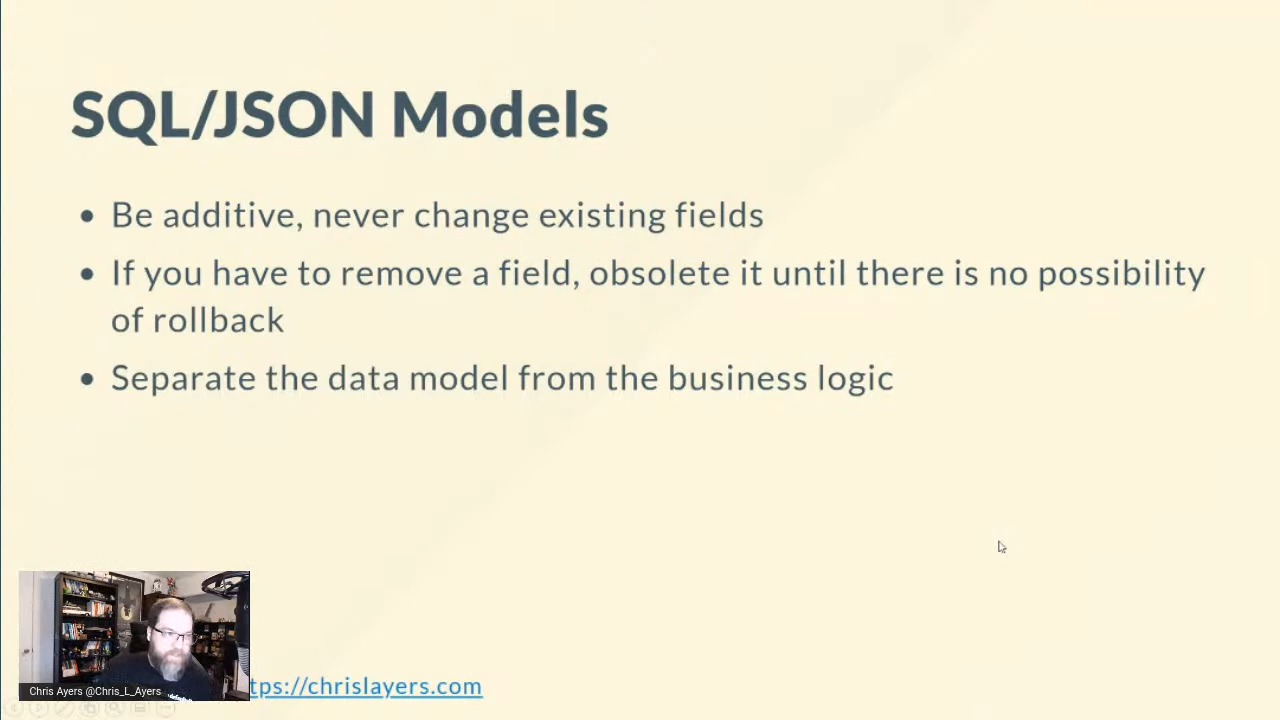 SQL/JSON Models
• Be additive, never change existing fields
• If you have to remove a field, obsolete it until there is no possibility
of rollback
• Separate the data model from the business logic
Chris Ayers @Chris_L_Ayers
tps://chrislayers.com